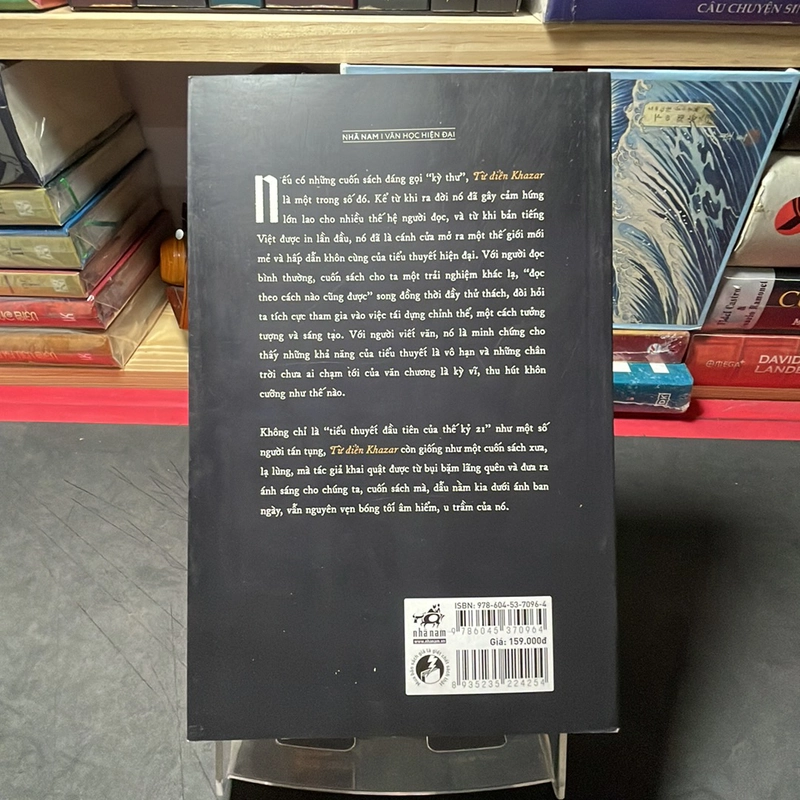 CÂU CHUYỆN SI
NHÃ NAM | VĂN HỌC HIỆN ĐẠI
Nếu có những cuốn sách đáng gọi “kỳ thư”, Từ điển Khazar
là một trong số đó. Kể từ khi ra đời nó đã gây cảm hứng
lớn lao cho nhiều thế hệ người đọc, và từ khi bản tiếng
Việt được in lần đầu, nó đã là cánh cửa mở ra một thế giới mới
mẻ và hấp dẫn khôn cùng của tiểu thuyết hiện đại. Với người đọc
bình thường, cuốn sách cho ta một trải nghiệm khác lạ, “đọc
theo cách nào cũng được” song đồng thời đầy thử thách, đòi hỏi
ta tích cực tham gia vào việc tái dựng chỉnh thể, một cách tưởng
tượng và sáng tạo. Với người viết văn, nó là minh chứng cho
thấy những khả năng của tiểu thuyết là vô hạn và những chân
trời chưa ai chạm tới của văn chương là kỳ vĩ, thu hút khôn
cưỡng như thế nào.
Không chỉ là “tiểu thuyết đầu tiên của thế kỷ 21” như một số
người tán tụng, Từ điển Khazar còn giống như một cuốn sách xưa,
lạ lùng, mà tác giả khai quật được từ bụi bặm lãng quên và đưa ra
ánh sáng cho chúng ta, cuốn sách mà, dẫu nằm kia dưới ánh ban
ngày, vẫn nguyên vẹn bóng tối âm hiểm, u trầm của nó.
ISBN: 978-604-53-7096-4
nhã nam
www.nhanam.vn
9 786045 370964
Giá: 159.000đ
8 935235 224254
Fidel Castro
&
Ramonet
OMEGA+
DAVID
LANDE
DK